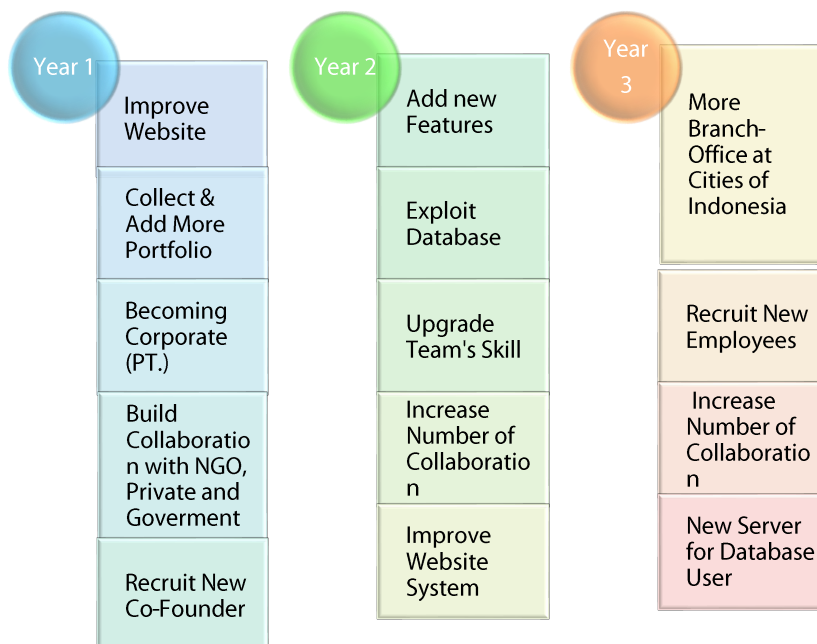 Year 1
Improve
Website
Collect &
Add More
Portfolio
Becoming
Corporate
(PT.)
Build
Collaboratio
n with NGO,
Private and
Goverment
Recruit New
Co-Founder
Year 2
Add new
Features
Exploit
Database
Upgrade
Team's Skill
Increase
Number of
Collaboratio
n
Improve
Website
System
Year
3
More
Branch-
Office at
Cities of
Indonesia
Recruit New
Employees
Increase
Number of
Collaboratio
n
New Server
for Database
User